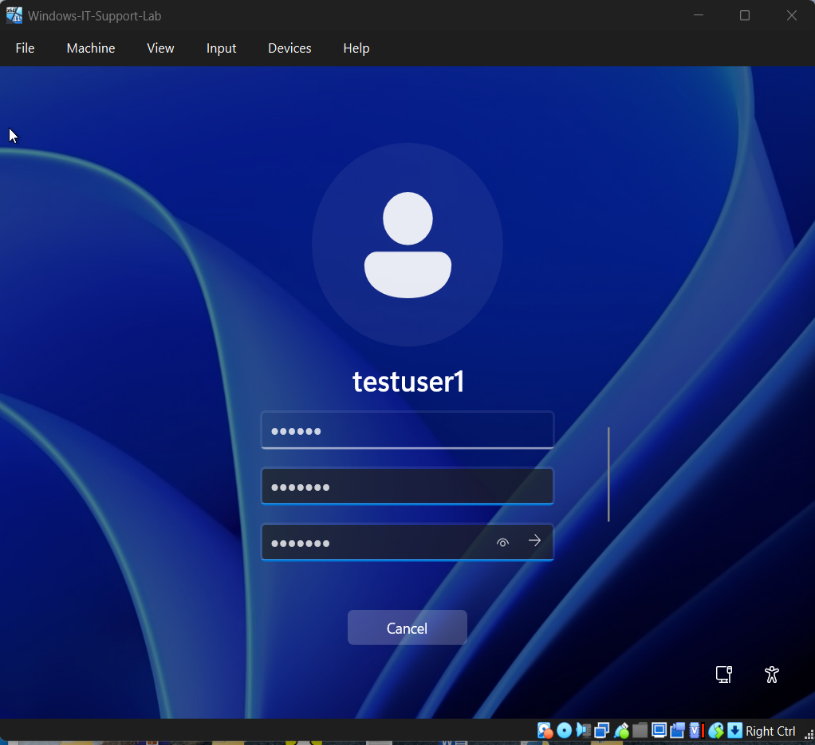 Windows-IT-Support-Lab
File Machine View Input Devices Help
testuser1
••••••
•••••••
•••••••
Cancel
Right Ctrl